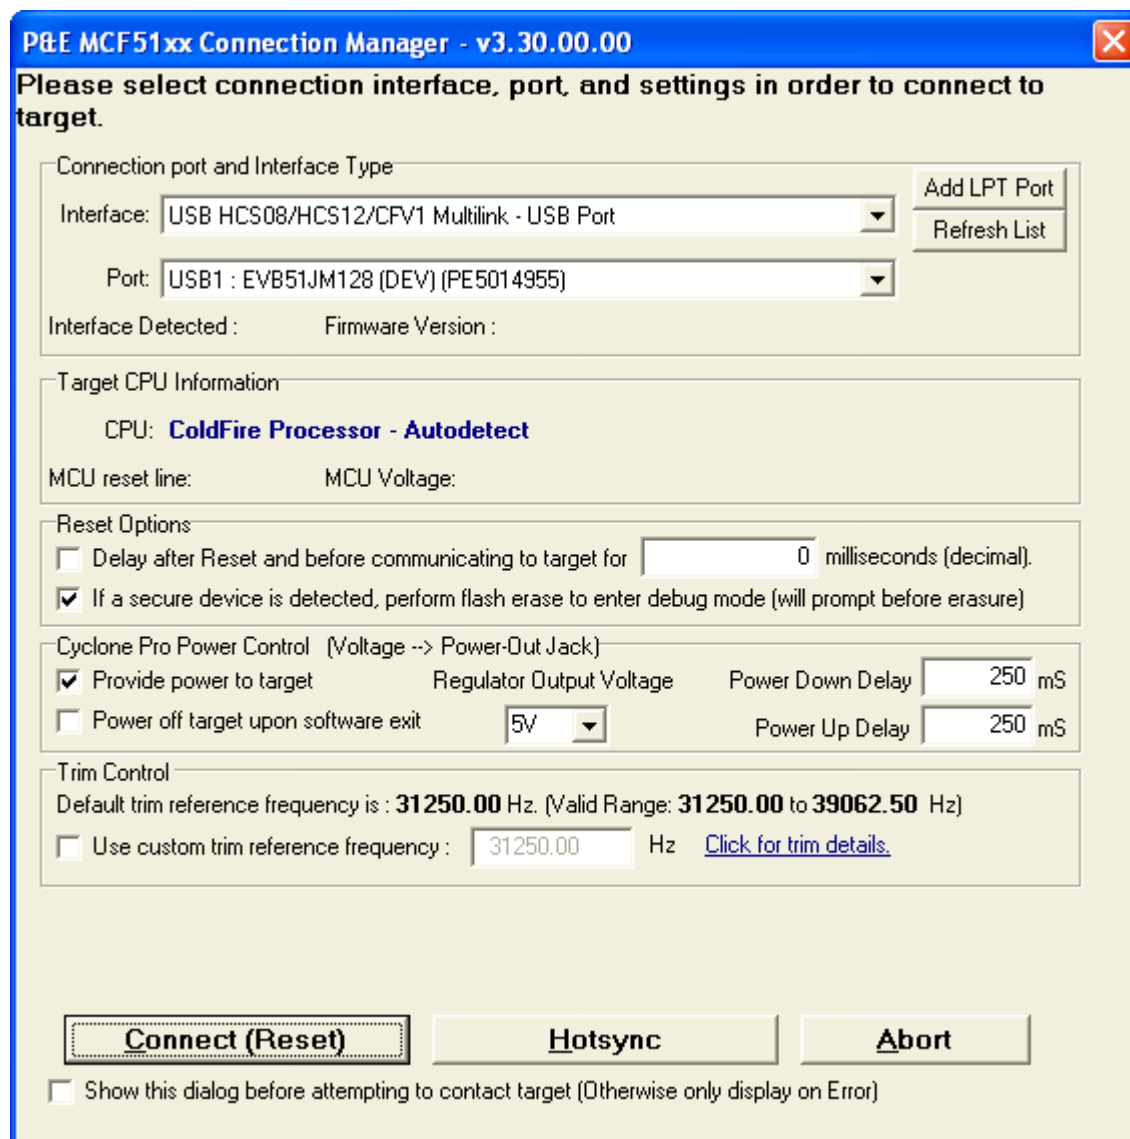 P&E MCF51xx Connection Manager - v3.30.00.00
Please select connection interface, port, and settings in order to connect to
target.
Connection port and Interface Type
Add LPT Port
Interface: USB HCS08/HCS12/CFV1 Multilink - USB Port
Refresh List
Port: USB1 : EVB51JM128 (DEV) (PE5014955)
Interface Detected : Firmware Version :
Target CPU Information
CPU: ColdFire Processor - Autodetect
MCU reset line: MCU Voltage:
Reset Options
Delay after Reset and before communicating to target for 0 milliseconds (decimal).
If a secure device is detected, perform flash erase to enter debug mode (will prompt before erasure)
Cyclone Pro Power Control (Voltage --> Power-Out Jack)
Provide power to target Regulator Output Voltage Power Down Delay 250 mS
Power off target upon software exit 5V Power Up Delay 250 mS
Trim Control
Default trim reference frequency is : 31250.00 Hz. (Valid Range: 31250.00 to 39062.50 Hz)
Use custom trim reference frequency : 31250.00 Hz Click for trim details.
Connect (Reset) Hotsync Abort
Show this dialog before attempting to contact target (Otherwise only display on Error)